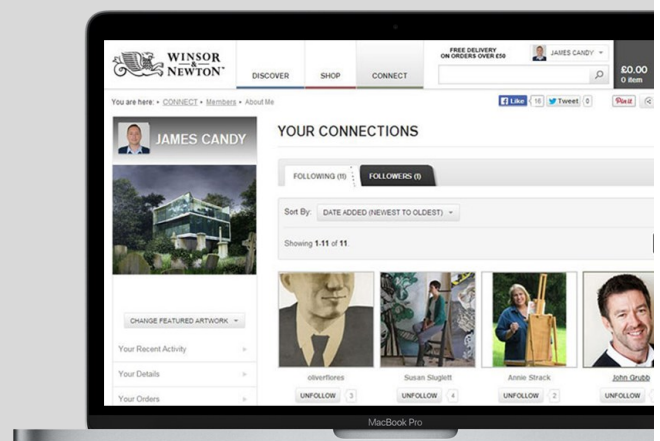 WINSOR
&
NEWTON
DISCOVER
SHOP
CONNECT
FREE DELIVERY
ON ORDERS OVER £50
JAMES CANDY
£0.00
0 item
You are here: • CONNECT • Members • About Me
Like 16 Tweet 0 Pin it
JAMES CANDY
YOUR CONNECTIONS
FOLLOWING (11) FOLLOWERS (1)
Sort By: DATE ADDED (NEWEST TO OLDEST)
Showing 1-11 of 11.
CHANGE FEATURED ARTWORK
Your Recent Activity
Your Details
Your Orders
oliverflores Susan Sluglett Annie Strack John Grubb
UNFOLLOW 3 UNFOLLOW 4 UNFOLLOW 2 UNFOLLOW
MacBook Pro